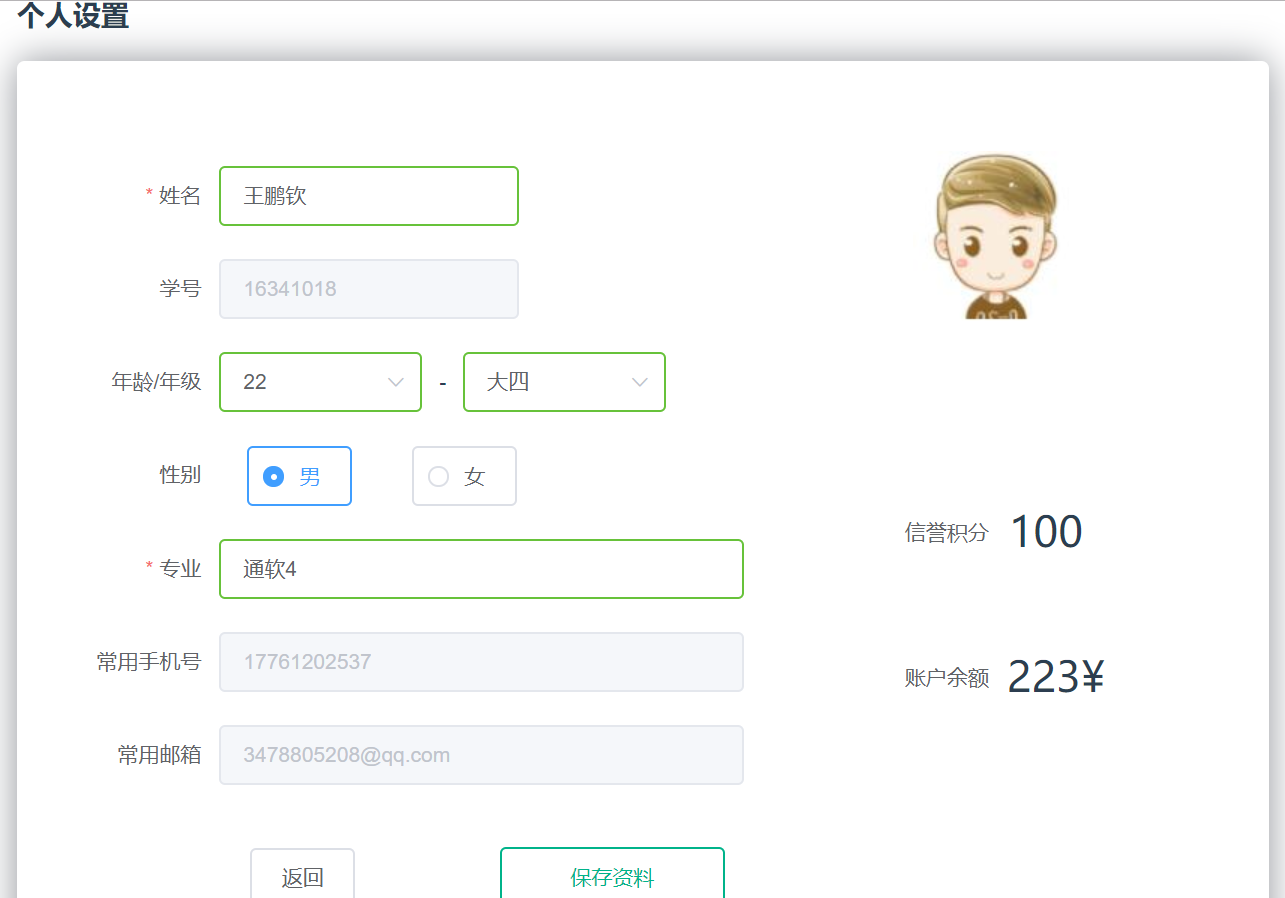 个人设置
* 姓名 王鹏钦
学号 16341018
年龄/年级 22 - 大四
性别 男 女
* 专业 通软4
常用手机号 17761202537
常用邮箱 3478805208@qq.com
返回 保存资料
信誉积分 100
账户余额 223¥